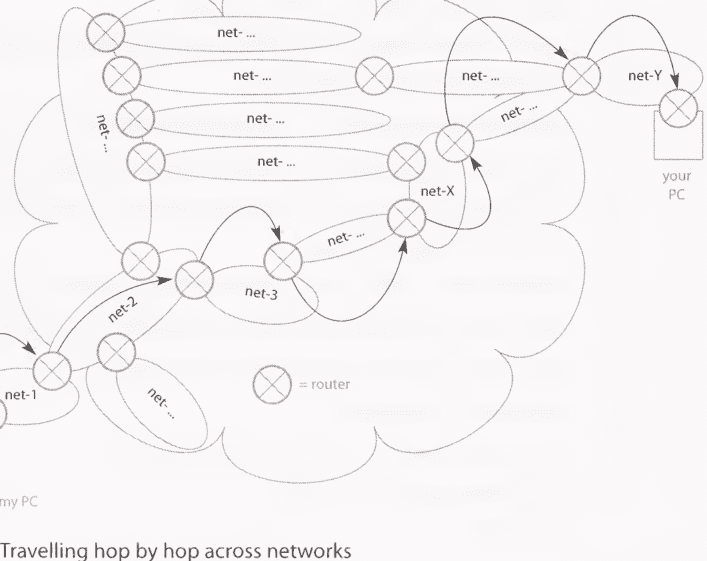 net- ...
net- ...
net- ...
net-Y
net- ...
net- ...
net- ...
net- ...
your
PC
net-X
net- ...
net-3
net-2
net-1
net- ...
= router
my PC
Travelling hop by hop across networks